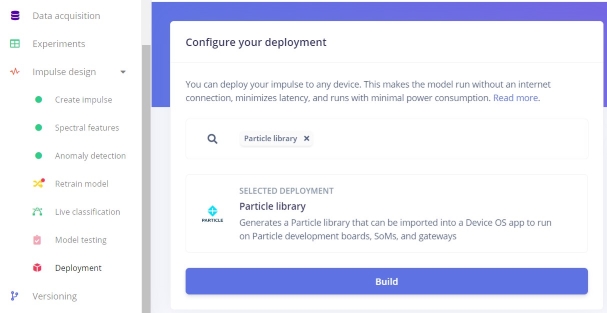 Data acquisition
Experiments
Impulse design
Create impulse
Spectral features
Anomaly detection
Retrain model
Live classification
Model testing
Deployment
Versioning
Configure your deployment
You can deploy your impulse to any device. This makes the model run without an internet
connection, minimizes latency, and runs with minimal power consumption. Read more.
Particle library ×
SELECTED DEPLOYMENT
Particle library
PARTICLE
Generates a Particle library that can be imported into a Device OS app to run
on Particle development boards, SoMs, and gateways
Build